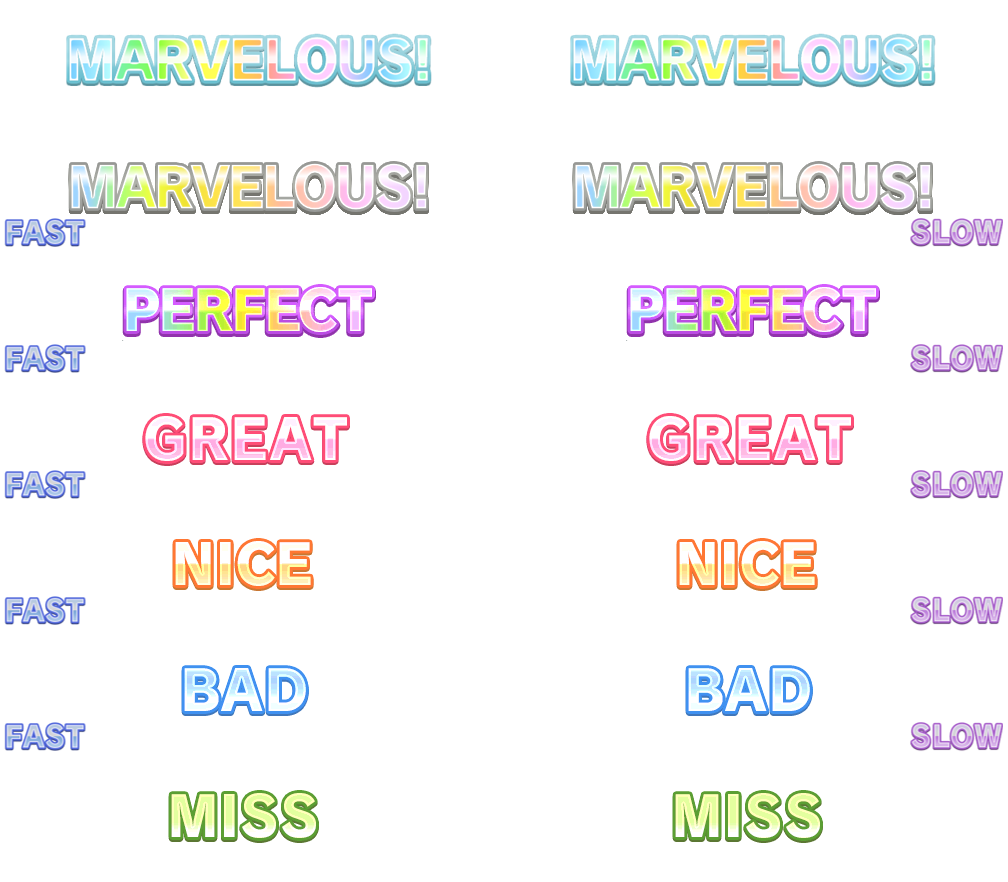 MARVELOUS! MARVELOUS!
MARVELOUS! MARVELOUS!
FAST SLOW
PERFECT PERFECT
FAST SLOW
GREAT GREAT
FAST SLOW
NICE NICE
FAST SLOW
BAD BAD
FAST SLOW
MISS MISS